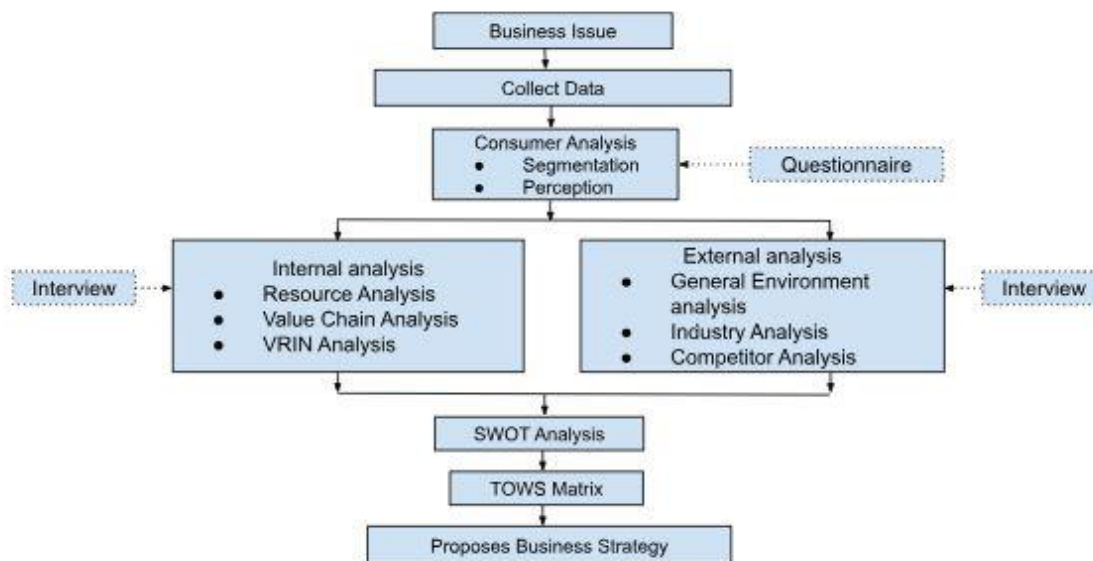 Business Issue
Collect Data
Consumer Analysis
● Segmentation
● Perception
Questionnaire
Interview
Internal analysis
● Resource Analysis
● Value Chain Analysis
● VRIN Analysis
External analysis
● General Environment
analysis
● Industry Analysis
● Competitor Analysis
Interview
SWOT Analysis
TOWS Matrix
Proposes Business Strategy